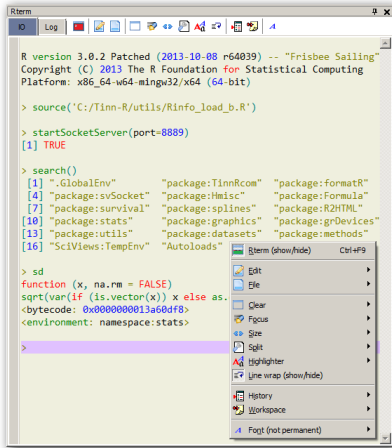 Rterm
IO Log
R version 3.0.2 Patched (2013-10-08 r64039) -- "Frisbee Sailing"
Copyright (C) 2013 The R Foundation for Statistical Computing
Platform: x86_64-w64-mingw32/x64 (64-bit)
> source('C:/Tinn-R/utils/Rinfo_load_b.R')
> startSocketServer(port=8889)
[1] TRUE
> search()
[1] ".GlobalEnv" "package:TinnRcom" "package:formatR"
[4] "package:svSocket" "package:Hmisc" "package:Formula"
[7] "package:survival" "package:splines" "package:R2HTML"
[10] "package:stats" "package:graphics" "package:grDevices"
[13] "package:utils" "package:datasets" "package:methods"
[16] "SciViews:TempEnv" "Autoloads"
> sd
function (x, na.rm = FALSE)
sqrt(var(if (is.vector(x)) x else as.
<bytecode: 0x0000000013a60df8>
<environment: namespace:stats>
>
Rterm (show/hide) Ctrl+F9
Edit
File
Clear
Focus
Size
Split
Highlighter
Line wrap (show/hide)
History
Workspace
Font (not permanent)